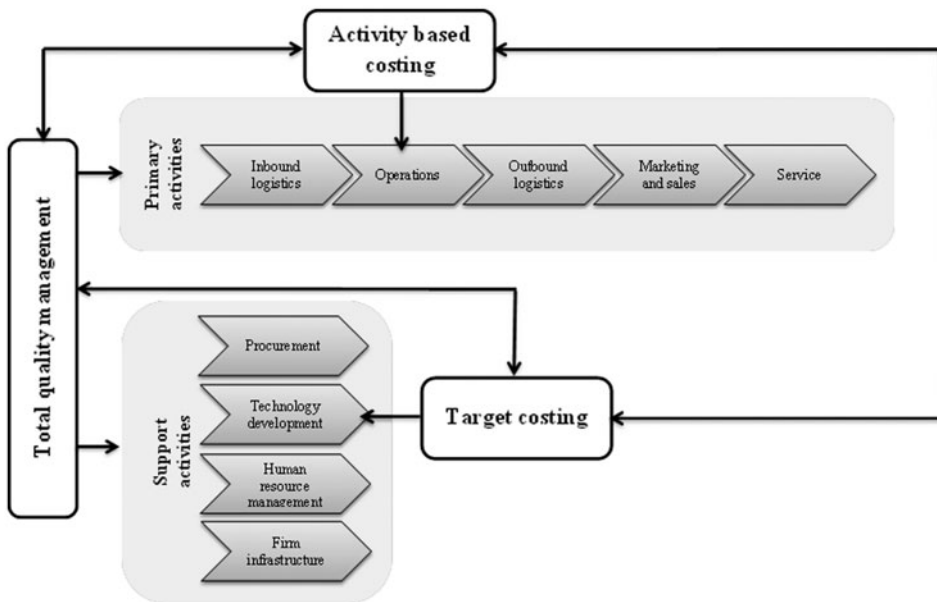 Activity based
costing
Primary
activities
Inbound
logistics
Operations
Outbound
logistics
Marketing
and sales
Service
Total quality management
Support
activities
Procurement
Technology
development
Human
resource
management
Firm
infrastructure
Target costing